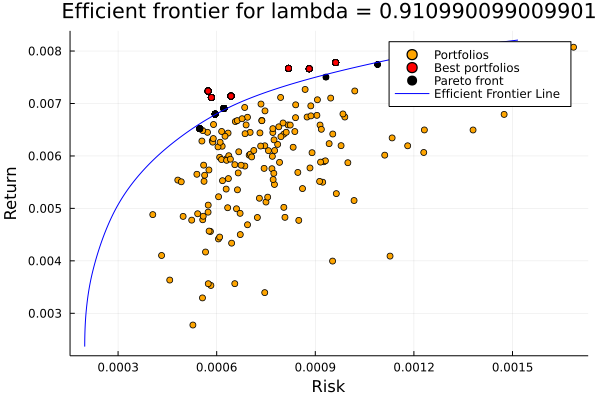 Efficient frontier for lambda = 0.910990099009901
Return
0.008
0.007
0.006
0.005
0.004
0.003
Portfolios
Best portfolios
Pareto front
Efficient Frontier Line
0.0003
0.0006
0.0009
0.0012
0.0015
Risk